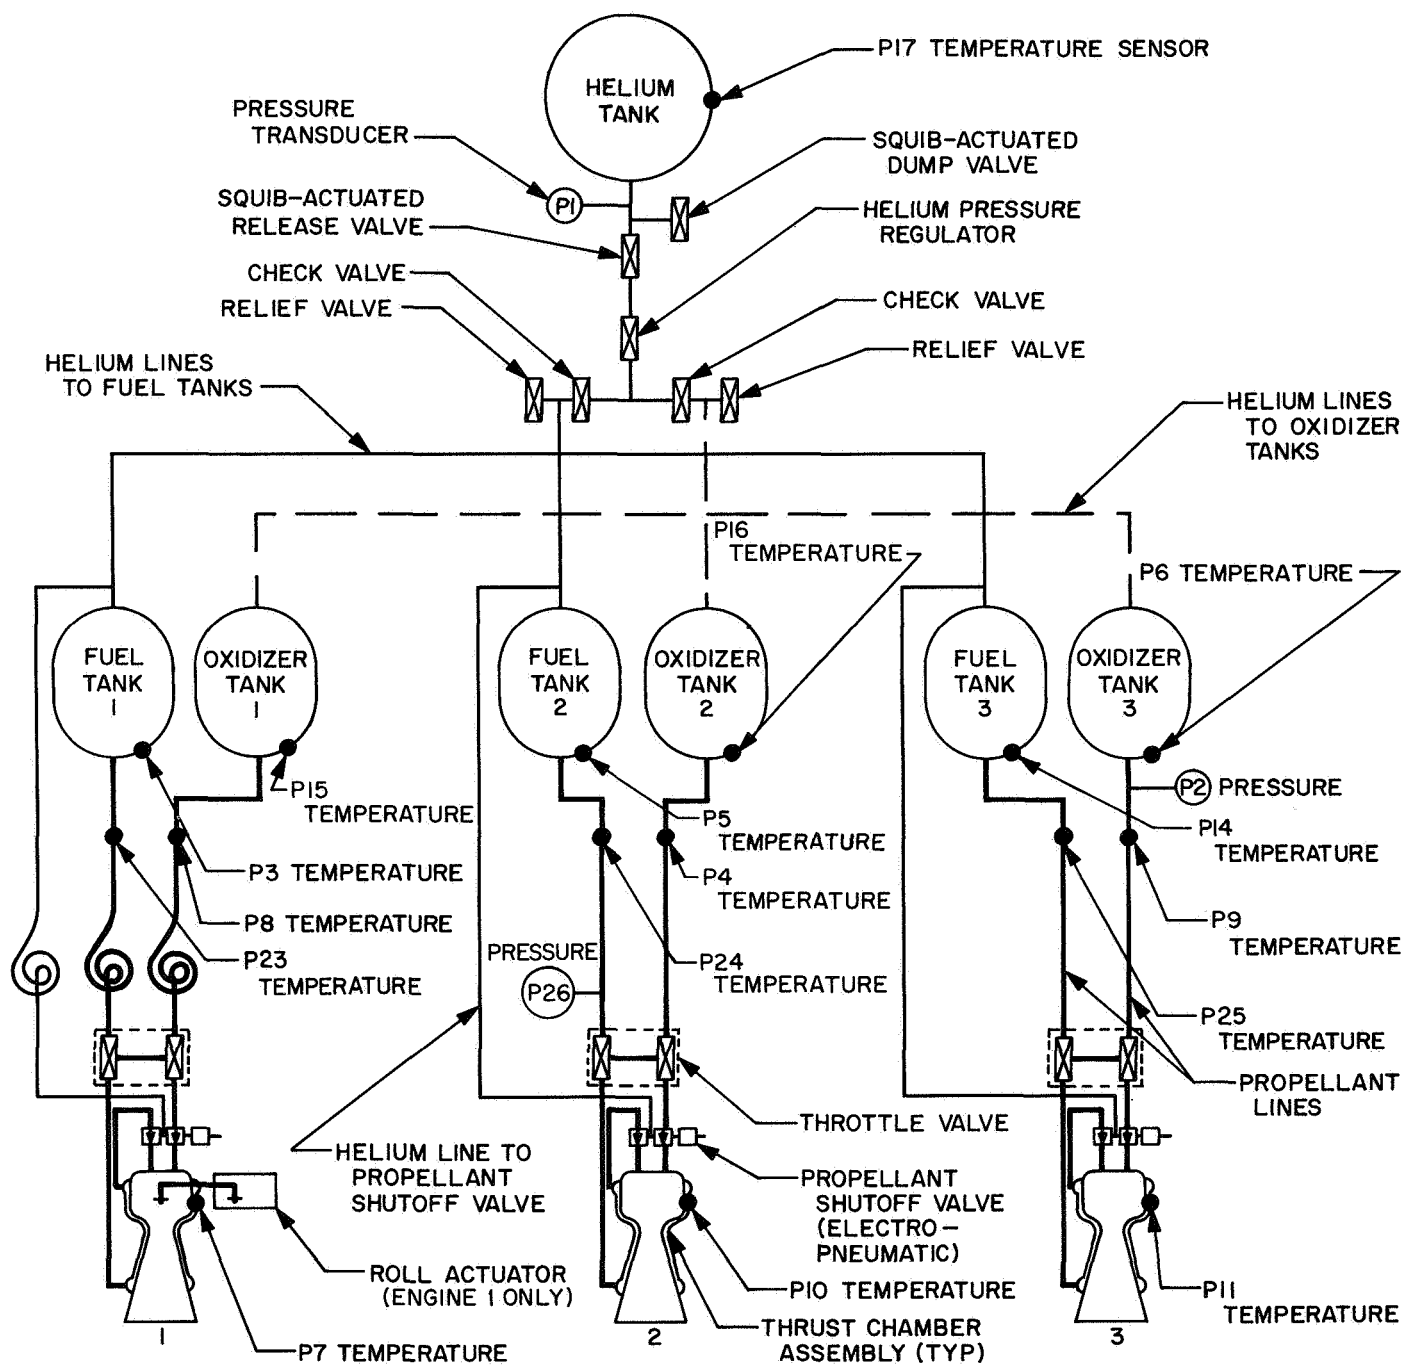 P17 TEMPERATURE SENSOR
HELIUM
TANK
PRESSURE
TRANSDUCER
SQUIB-ACTUATED
DUMP VALVE
P1
SQUIB-ACTUATED
RELEASE VALVE
HELIUM PRESSURE
REGULATOR
CHECK VALVE
RELIEF VALVE
CHECK VALVE
RELIEF VALVE
HELIUM LINES
TO FUEL TANKS
HELIUM LINES
TO OXIDIZER
TANKS
P16
TEMPERATURE
P6 TEMPERATURE
FUEL
TANK
1
OXIDIZER
TANK
1
FUEL
TANK
2
OXIDIZER
TANK
2
FUEL
TANK
3
OXIDIZER
TANK
3
P15
TEMPERATURE
P2 PRESSURE
P5
TEMPERATURE
P14
TEMPERATURE
P3 TEMPERATURE
P4
TEMPERATURE
P8 TEMPERATURE
P9
TEMPERATURE
P23
TEMPERATURE
PRESSURE
P26
P24
TEMPERATURE
P25
TEMPERATURE
PROPELLANT
LINES
THROTTLE VALVE
HELIUM LINE TO
PROPELLANT
SHUTOFF VALVE
PROPELLANT
SHUTOFF VALVE
(ELECTRO-
PNEUMATIC)
ROLL ACTUATOR
(ENGINE 1 ONLY)
P10 TEMPERATURE
P11
TEMPERATURE
THRUST CHAMBER
ASSEMBLY (TYP)
P7 TEMPERATURE
1
2
3